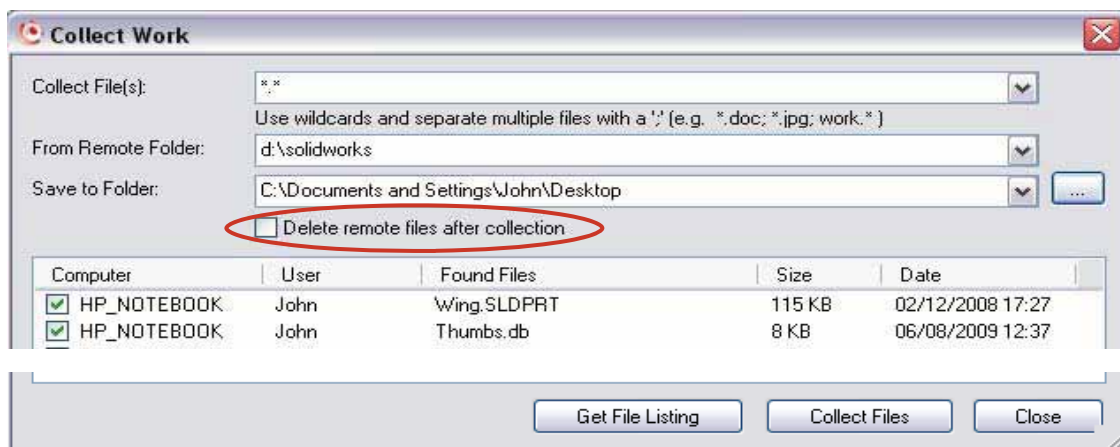 Collect Work
Collect File(s): *.*
Use wildcards and separate multiple files with a ';' (e.g. *.doc; *.jpg; work.* )
From Remote Folder: d:\solidworks
Save to Folder: C:\Documents and Settings\John\Desktop ...
Delete remote files after collection
Computer User Found Files Size Date
HP_NOTEBOOK John Wing.SLDPRT 115 KB 02/12/2008 17:27
HP_NOTEBOOK John Thumbs.db 8 KB 06/08/2009 12:37
Get File Listing Collect Files Close